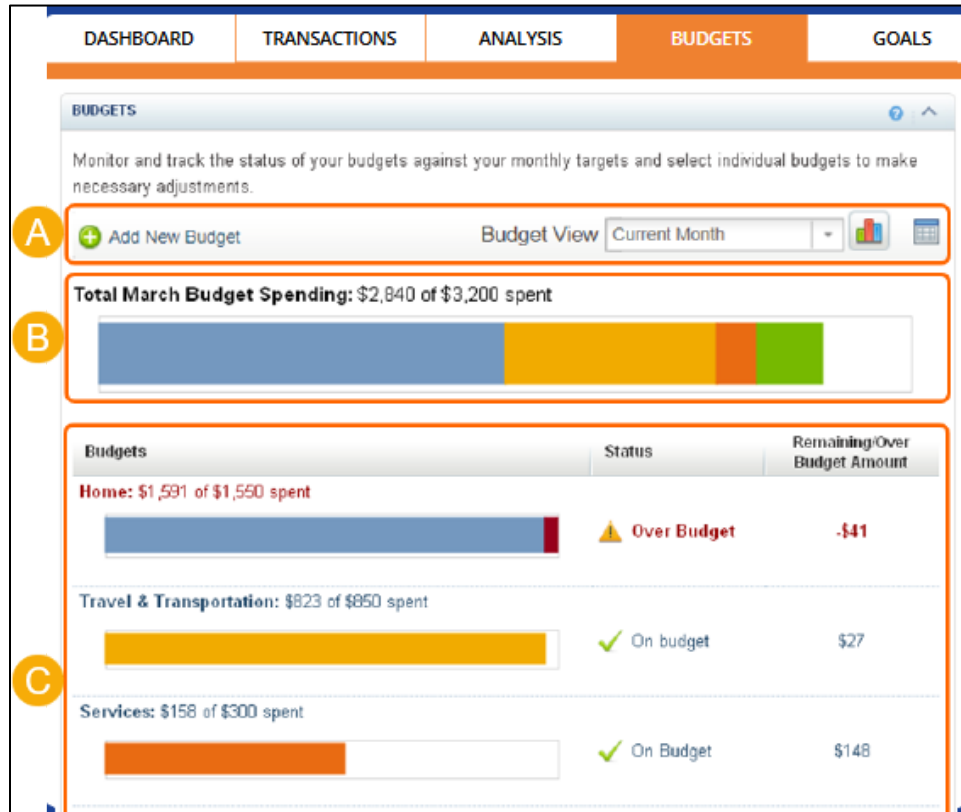 DASHBOARD TRANSACTIONS ANALYSIS BUDGETS GOALS
BUDGETS
Monitor and track the status of your budgets against your monthly targets and select individual budgets to make
necessary adjustments.
A Add New Budget Budget View Current Month
Total March Budget Spending: $2,840 of $3,200 spent
B
Budgets Status Remaining/Over Budget Amount
Home: $1,591 of $1,550 spent
Over Budget -$41
Travel & Transportation: $823 of $850 spent
On budget $27
C
Services: $158 of $300 spent
On Budget $148